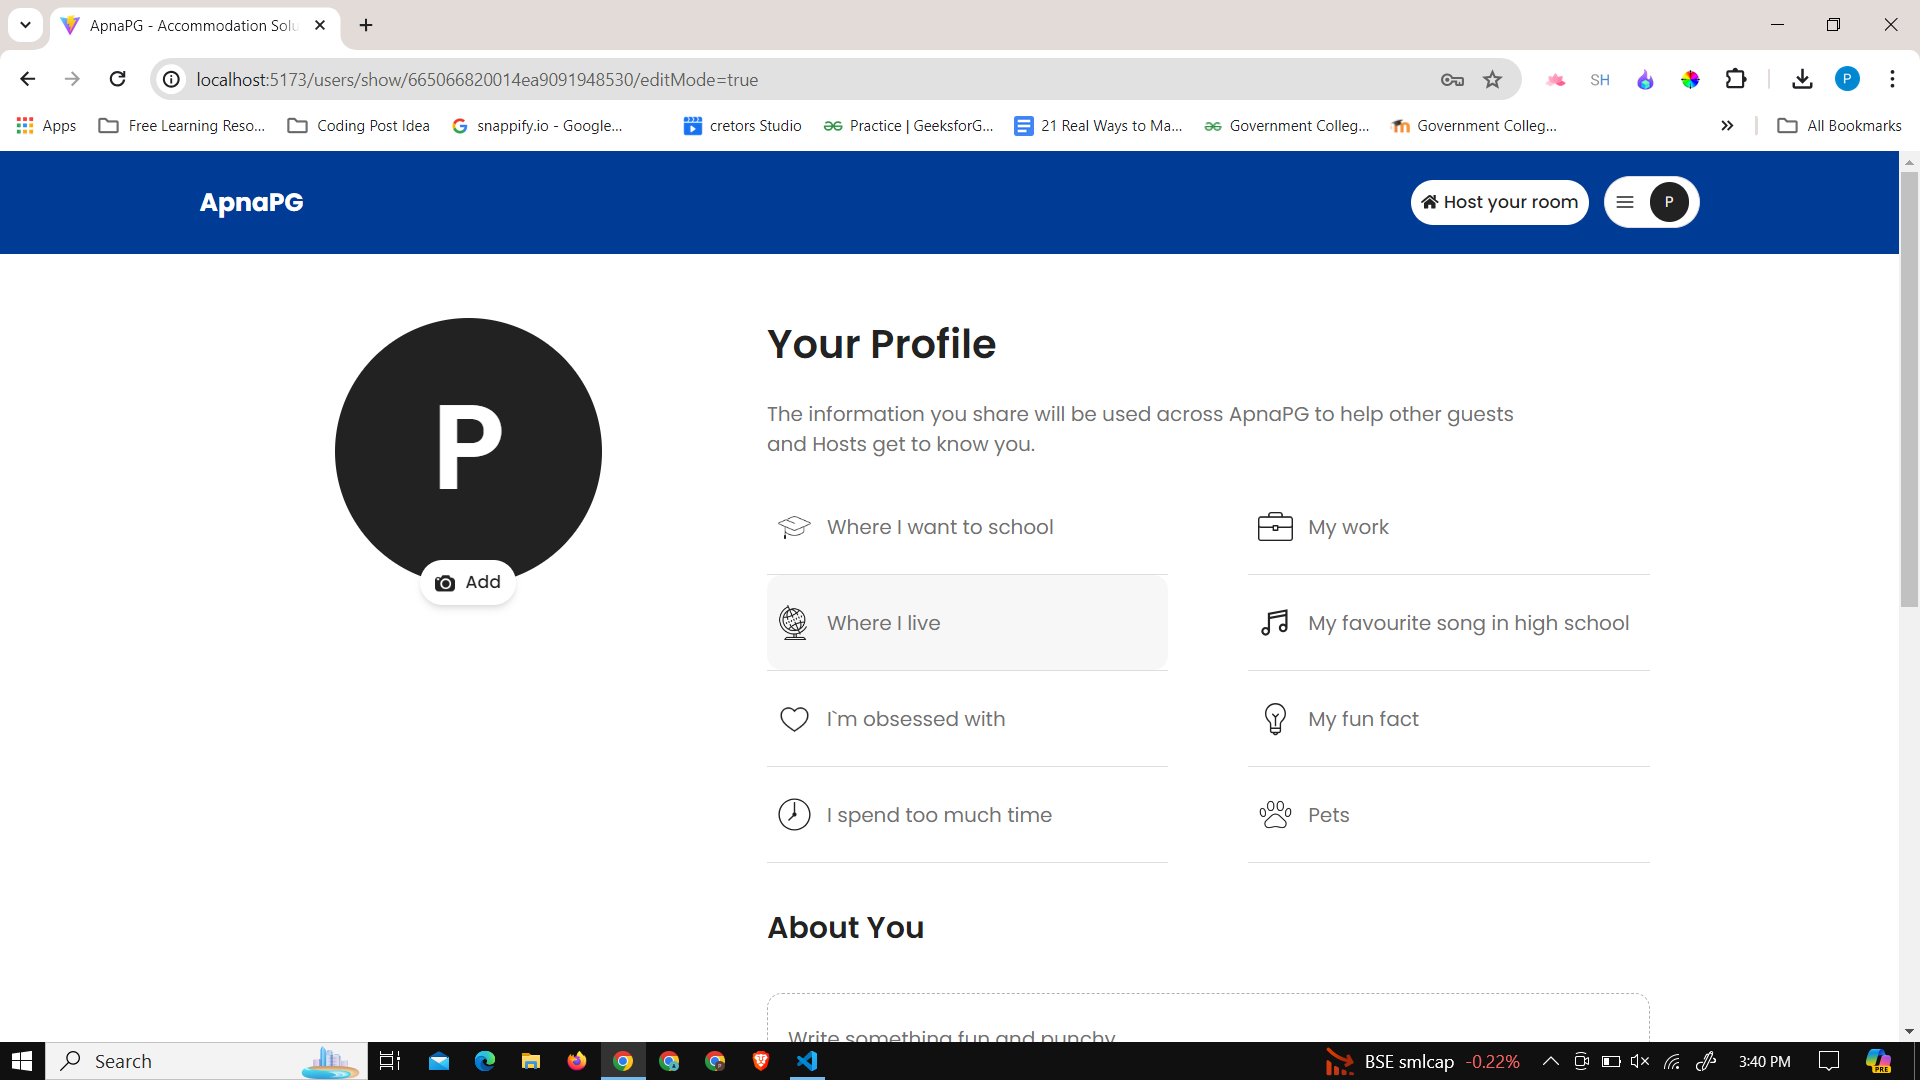 ApnaPG - Accommodation Solu
localhost:5173/users/show/665066820014ea9091948530/editMode=true
SH
P
Apps
Free Learning Reso...
Coding Post Idea
snappify.io - Google...
cretors Studio
Practice | GeeksforG...
21 Real Ways to Ma...
Government Colleg...
Government Colleg...
All Bookmarks
ApnaPG
Host your room
P
P
Add
Your Profile
The information you share will be used across ApnaPG to help other guests
and Hosts get to know you.
Where I want to school
My work
Where I live
My favourite song in high school
I`m obsessed with
My fun fact
I spend too much time
Pets
About You
Write something fun and punchy
Search
BSE smlcap -0.22%
3:40 PM
PRE